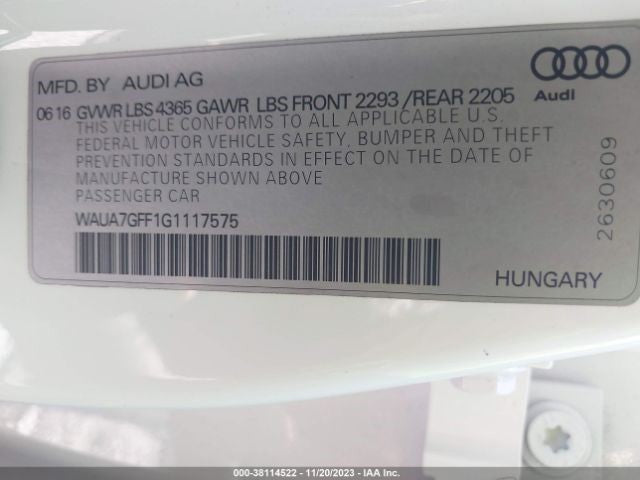 MFD. BY AUDI AG
Audi
06 16 GVWR LBS 4365 GAWR LBS FRONT 2293 /REAR 2205
THIS VEHICLE CONFORMS TO ALL APPLICABLE U.S.
FEDERAL MOTOR VEHICLE SAFETY, BUMPER AND THEFT
PREVENTION STANDARDS IN EFFECT ON THE DATE OF
MANUFACTURE SHOWN ABOVE
PASSENGER CAR
WAUA7GFF1G1117575
2630609
HUNGARY
000-38114522 - 11/20/2023 - IAA Inc.